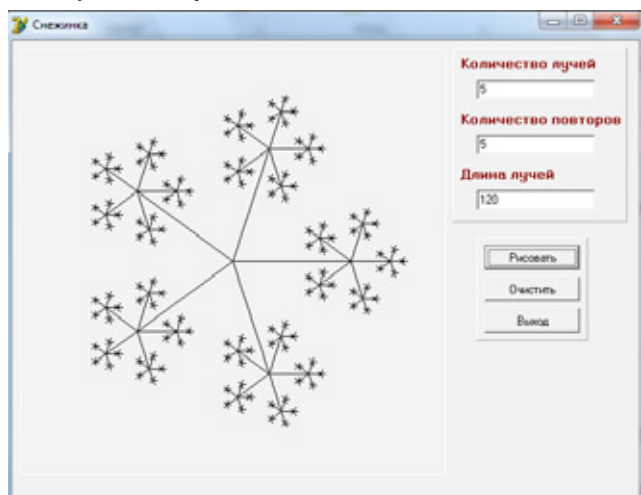 Снежинка
Количество лучей
5
Количество повторов
5
Длина лучей
120
Рисовать
Очистить
Выход